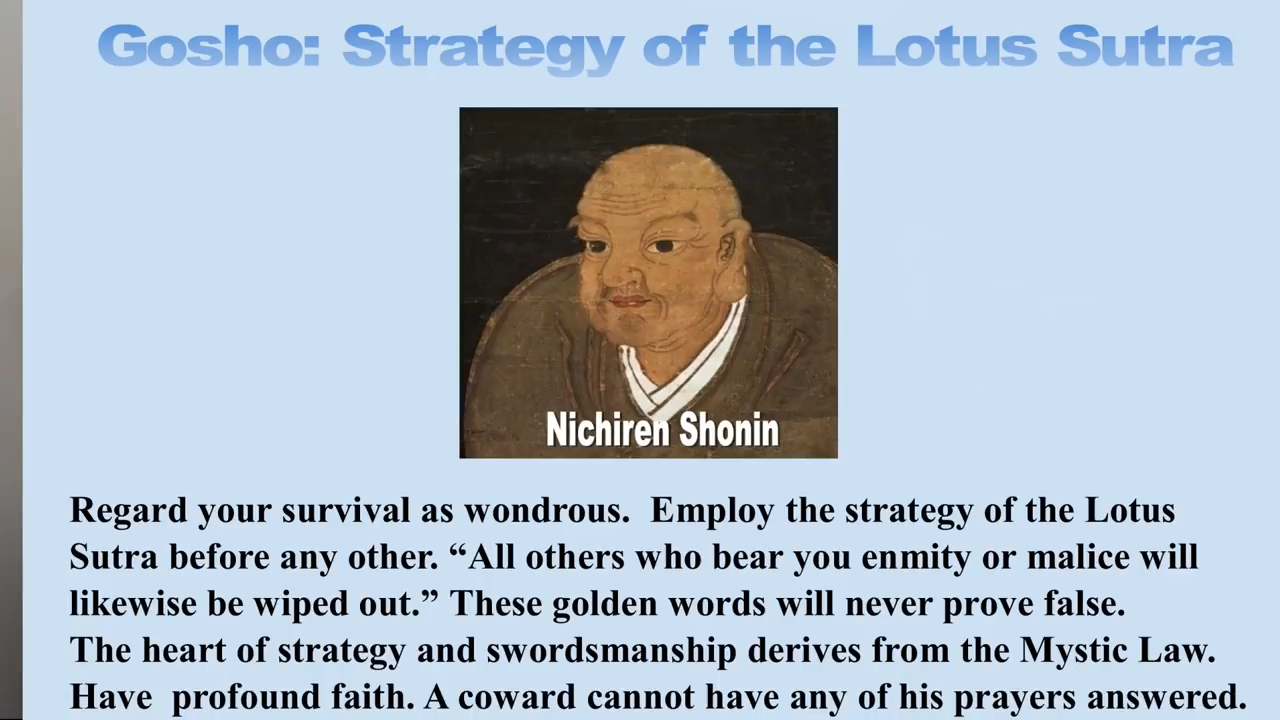 Gosho: Strategy of the Lotus Sutra
Nichiren Shonin
Regard your survival as wondrous.  Employ the strategy of the Lotus
Sutra before any other. “All others who bear you enmity or malice will
likewise be wiped out.” These golden words will never prove false.
The heart of strategy and swordsmanship derives from the Mystic Law.
Have  profound faith. A coward cannot have any of his prayers answered.